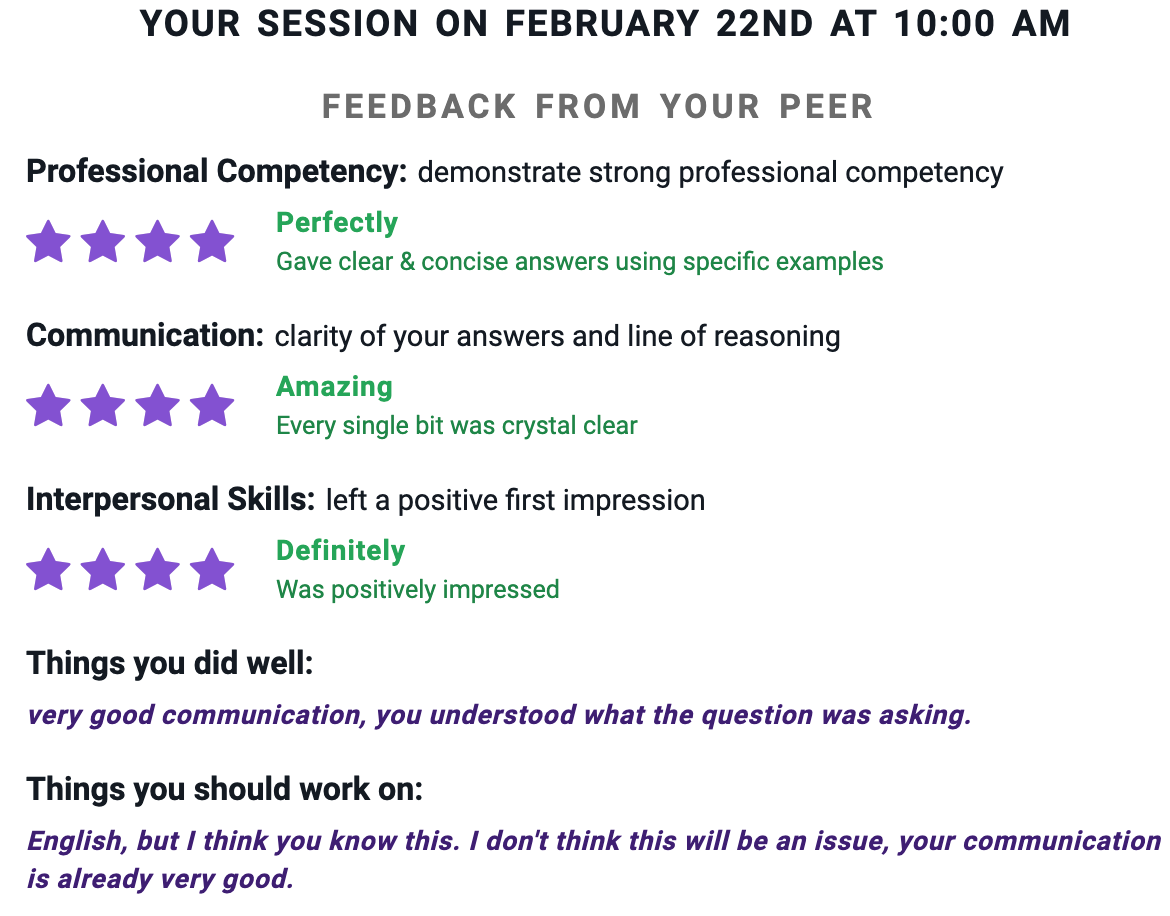 YOUR SESSION ON FEBRUARY 22ND AT 10:00 AM
FEEDBACK FROM YOUR PEER
Professional Competency: demonstrate strong professional competency
Perfectly
Gave clear & concise answers using specific examples
Communication: clarity of your answers and line of reasoning
Amazing
Every single bit was crystal clear
Interpersonal Skills: left a positive first impression
Definitely
Was positively impressed
Things you did well:
very good communication, you understood what the question was asking.
Things you should work on:
English, but I think you know this. I don't think this will be an issue, your communication
is already very good.